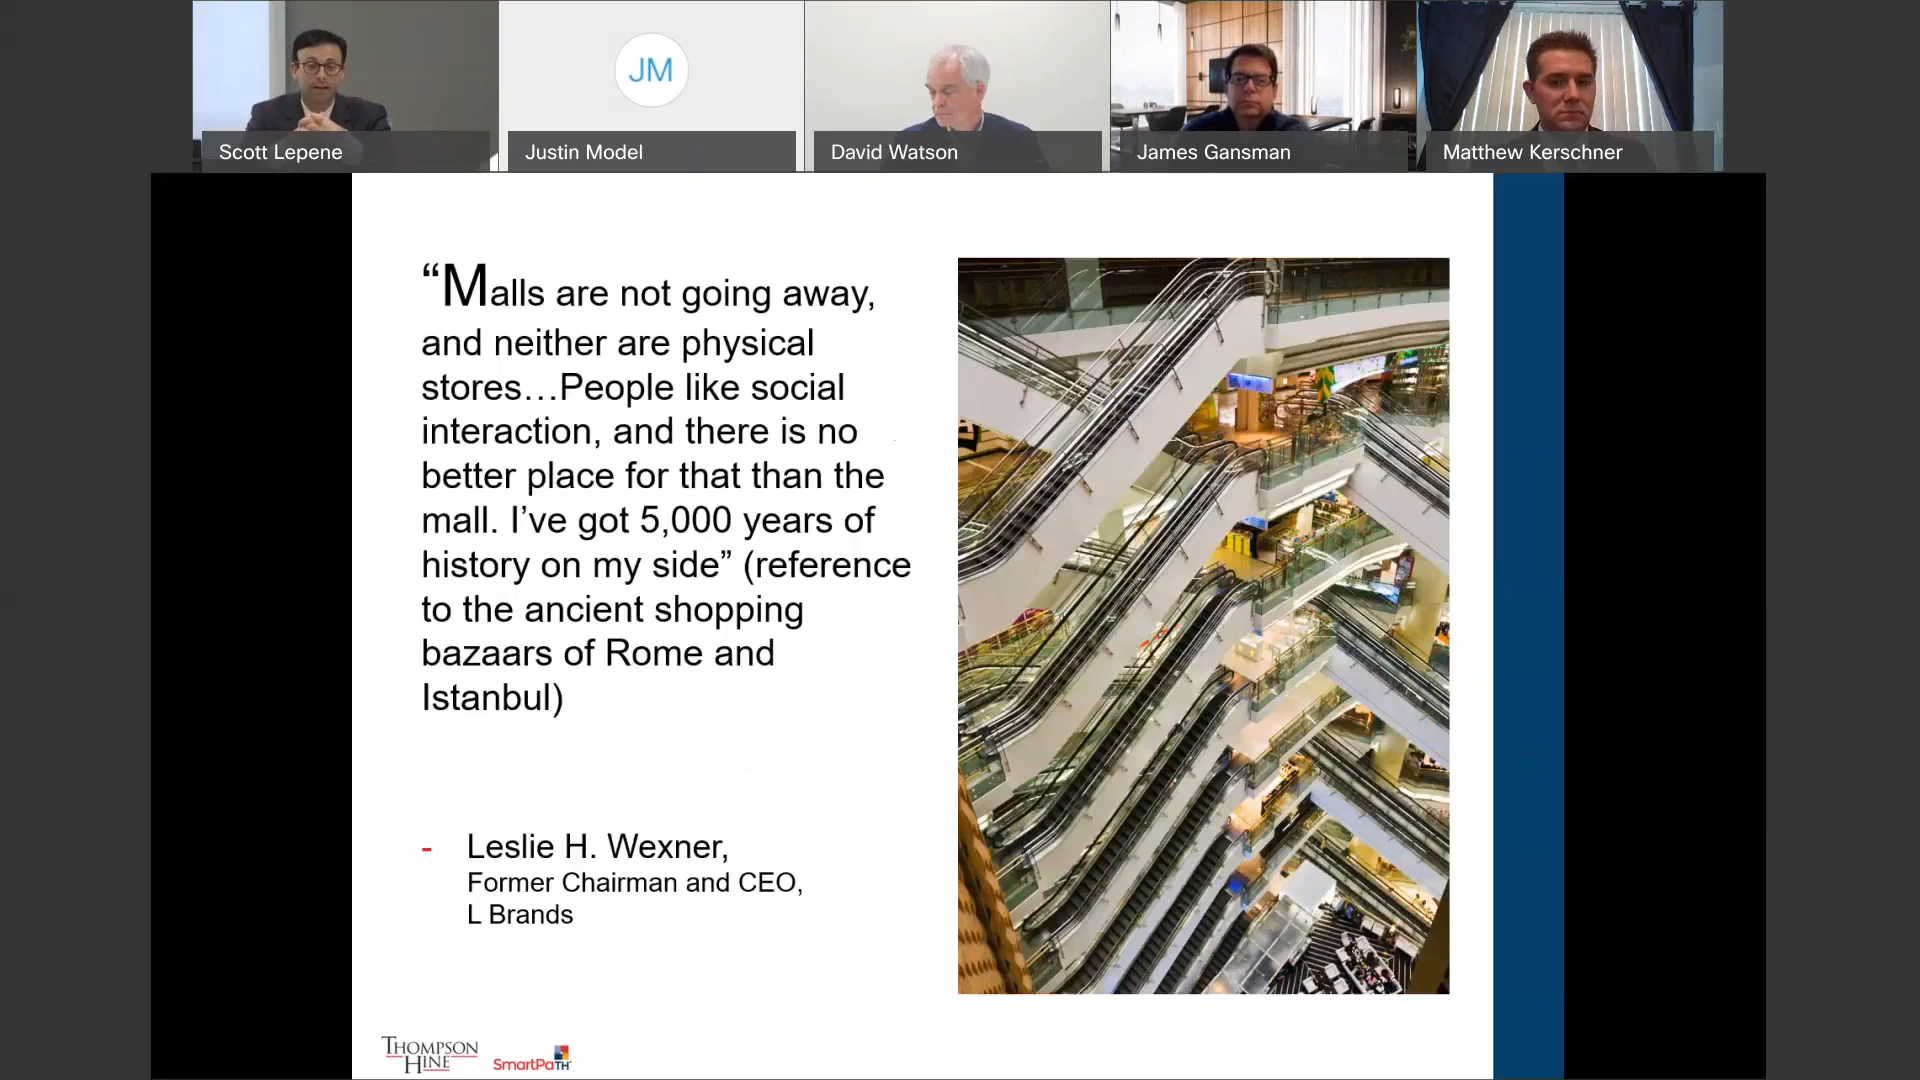 Scott Lepene
JM
Justin Model
David Watson
James Gansman
Matthew Kerschner
“Malls are not going away,
and neither are physical
stores…People like social
interaction, and there is no
better place for that than the
mall. I’ve got 5,000 years of
history on my side” (reference
to the ancient shopping
bazaars of Rome and
Istanbul)
- Leslie H. Wexner,
Former Chairman and CEO,
L Brands
THOMPSON
HINE
SmartPaTH